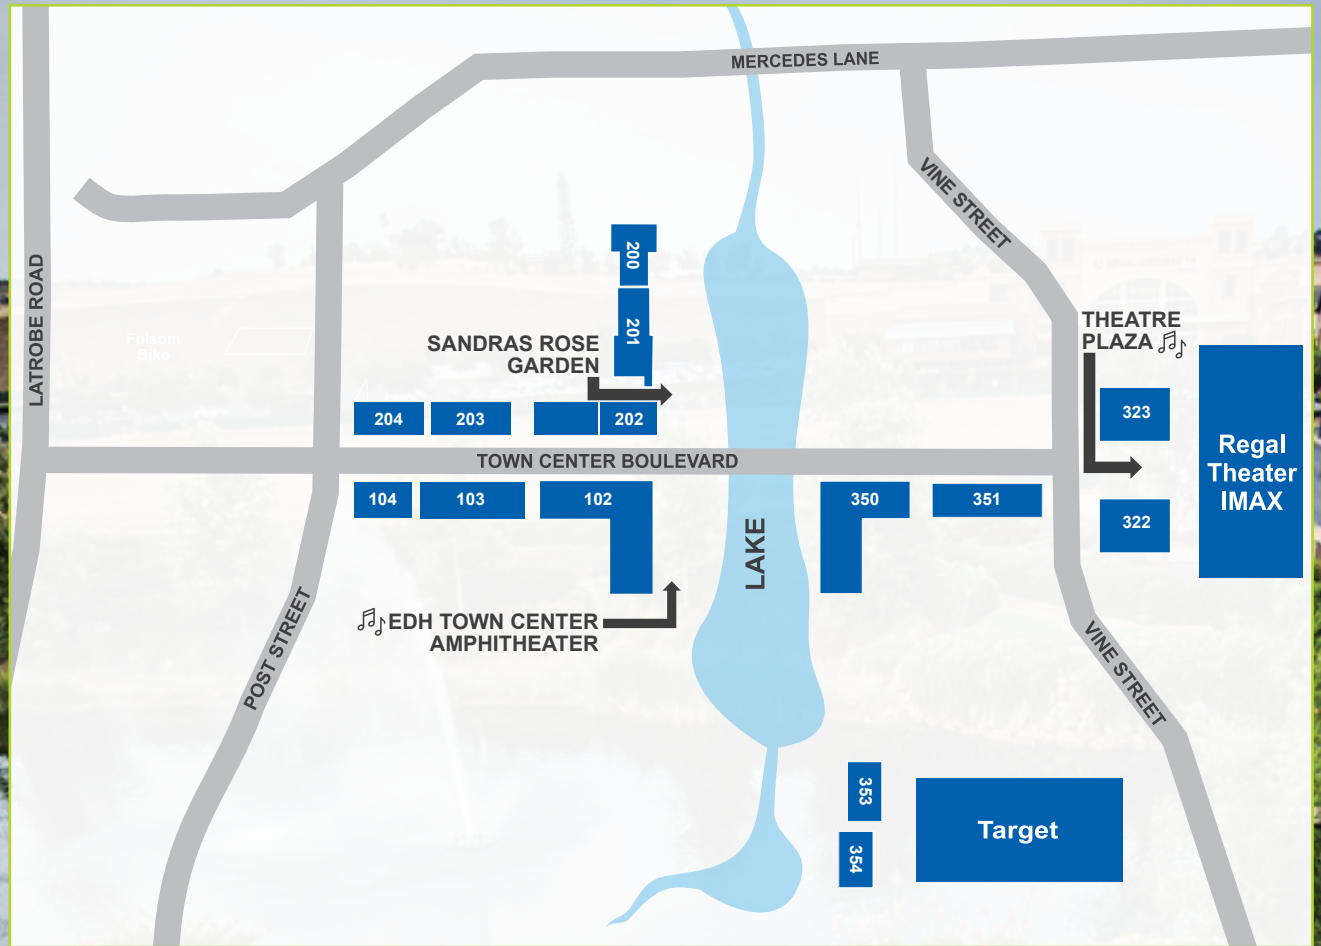 MERCEDES LANE
VINE STREET
LATROBE ROAD
200
201
Folsom
Bike
SANDRAS ROSE
GARDEN
THEATRE
PLAZA
204
203
202
323
Regal
Theater
IMAX
TOWN CENTER BOULEVARD
104
103
102
350
351
322
LAKE
EDH TOWN CENTER
AMPHITHEATER
POST STREET
VINE STREET
353
354
Target